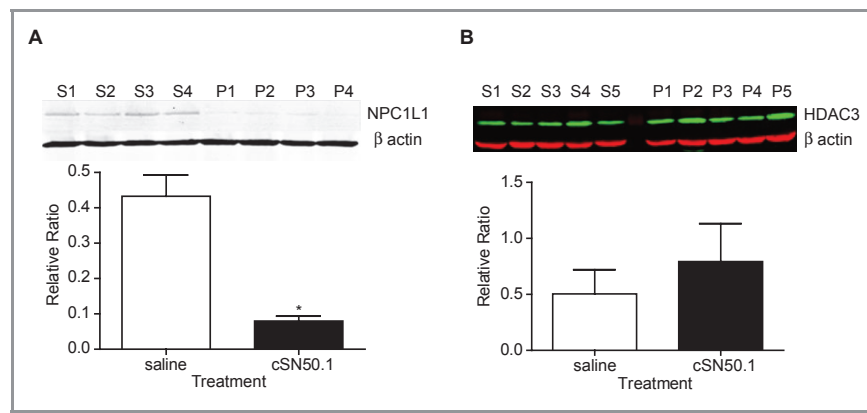 A
S1 S2 S3 S4 P1 P2 P3 P4
NPC1L1
β actin
0.5
0.4
0.3
0.2
0.1
0.0
Relative Ratio
*
saline cSN50.1
Treatment
B
S1 S2 S3 S4 S5 P1 P2 P3 P4 P5
HDAC3
β actin
1.5
1.0
0.5
0.0
Relative Ratio
saline cSN50.1
Treatment